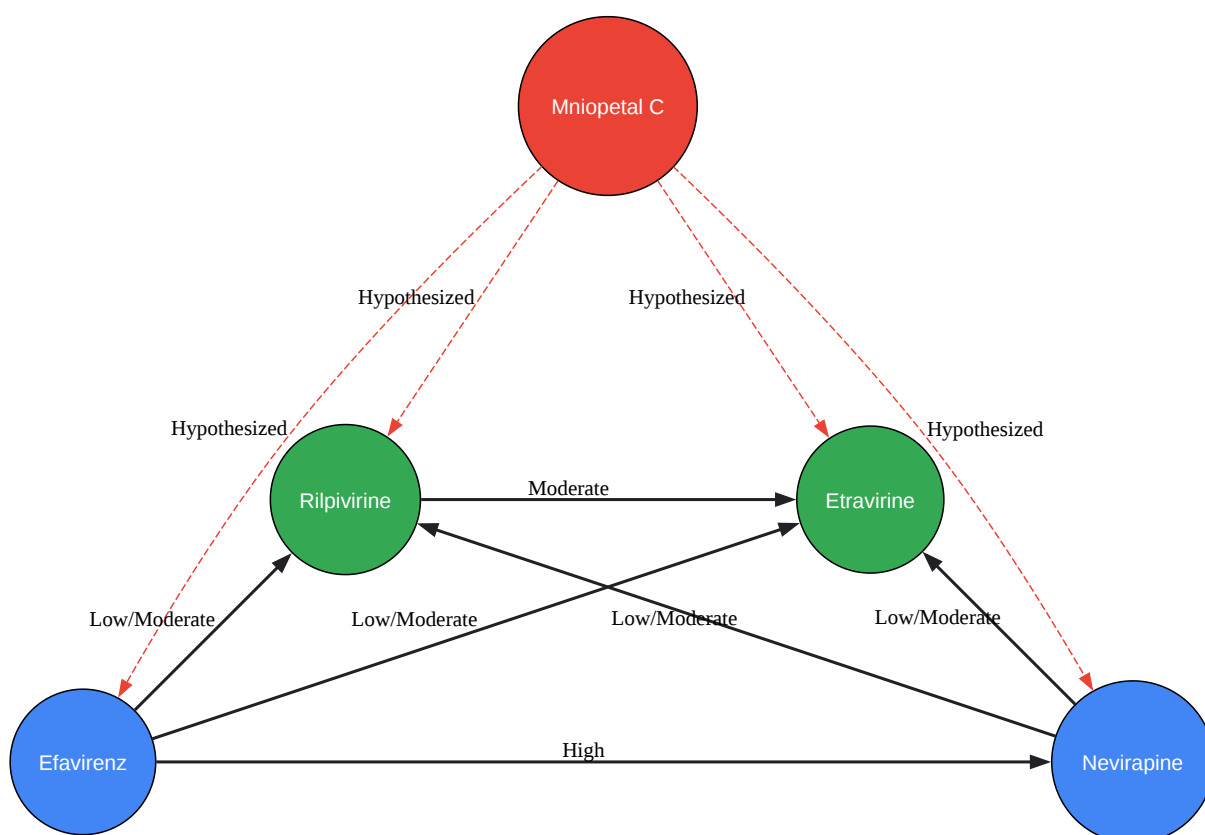 Mniopetal C
Hypothesized
Hypothesized
Hypothesized
Hypothesized
Moderate
Rilpivirine
Etravirine
Low/Moderate
Low/Moderate
Low/Moderate
Low/Moderate
High
Efavirenz
Nevirapine